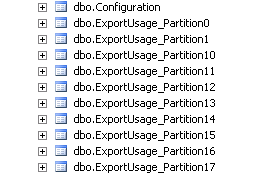 dbo.Configuration
dbo.ExportUsage_Partition0
dbo.ExportUsage_Partition1
dbo.ExportUsage_Partition10
dbo.ExportUsage_Partition11
dbo.ExportUsage_Partition12
dbo.ExportUsage_Partition13
dbo.ExportUsage_Partition14
dbo.ExportUsage_Partition15
dbo.ExportUsage_Partition16
dbo.ExportUsage_Partition17